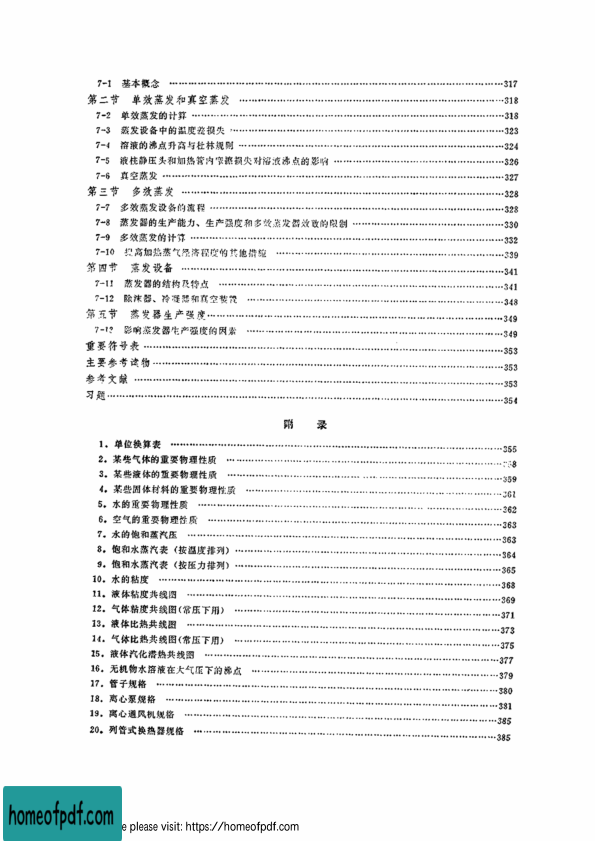 7-1 基本概念 ……317
第二节 单效蒸发和真空蒸发 ……318
7-2 单效蒸发的计算 ……318
7-3 蒸发设备中的温度差损失 ……323
7-4 溶液的沸点升高与杜林规则 ……324
7-5 液柱静压头和加热管内摩擦损失对溶液沸点的影响 ……326
7-6 真空蒸发 ……327
第三节 多效蒸发 ……328
7-7 多效蒸发设备的流程 ……328
7-8 蒸发器的生产能力、生产强度和多效蒸发器效数的限制 ……330
7-9 多效蒸发的计算 ……332
7-10 提高加热蒸气经济程度的其他措施 ……339
第四节 蒸发设备 ……341
7-11 蒸发器的结构及特点 ……341
7-12 除沫器、冷凝器和真空装置 ……348
第五节 蒸发器生产强度……349
7-13 影响蒸发器生产强度的因素 ……349
重要符号表 ……353
主要参考读物……353
参考文献 ……353
习题……354
附 录
1. 单位换算表 ……355
2. 某些气体的重要物理性质 ……
3. 某些液体的重要物理性质 ……359
4. 某些固体材料的重要物理性质 ……361
5. 水的重要物理性质 ……362
6. 空气的重要物理性质 ……363
7. 水的饱和蒸汽压 ……363
8. 饱和水蒸汽表(按温度排列)……364
9. 饱和水蒸汽表(按压力排列)……365
10. 水的粘度 ……368
11. 液体粘度共线图 ……369
12. 气体粘度共线图(常压下用) ……371
13. 液体比热共线图 ……373
14. 气体比热共线图(常压下用) ……375
15. 液体汽化潜热共线图 ……377
16. 无机物水溶液在大气压下的沸点 ……379
17. 管子规格 ……380
18. 离心泵规格 ……381
19. 离心通风机规格 ……385
20. 列管式换热器规格 ……385
homeofpdf.com
e please visit: https://homeofpdf.com